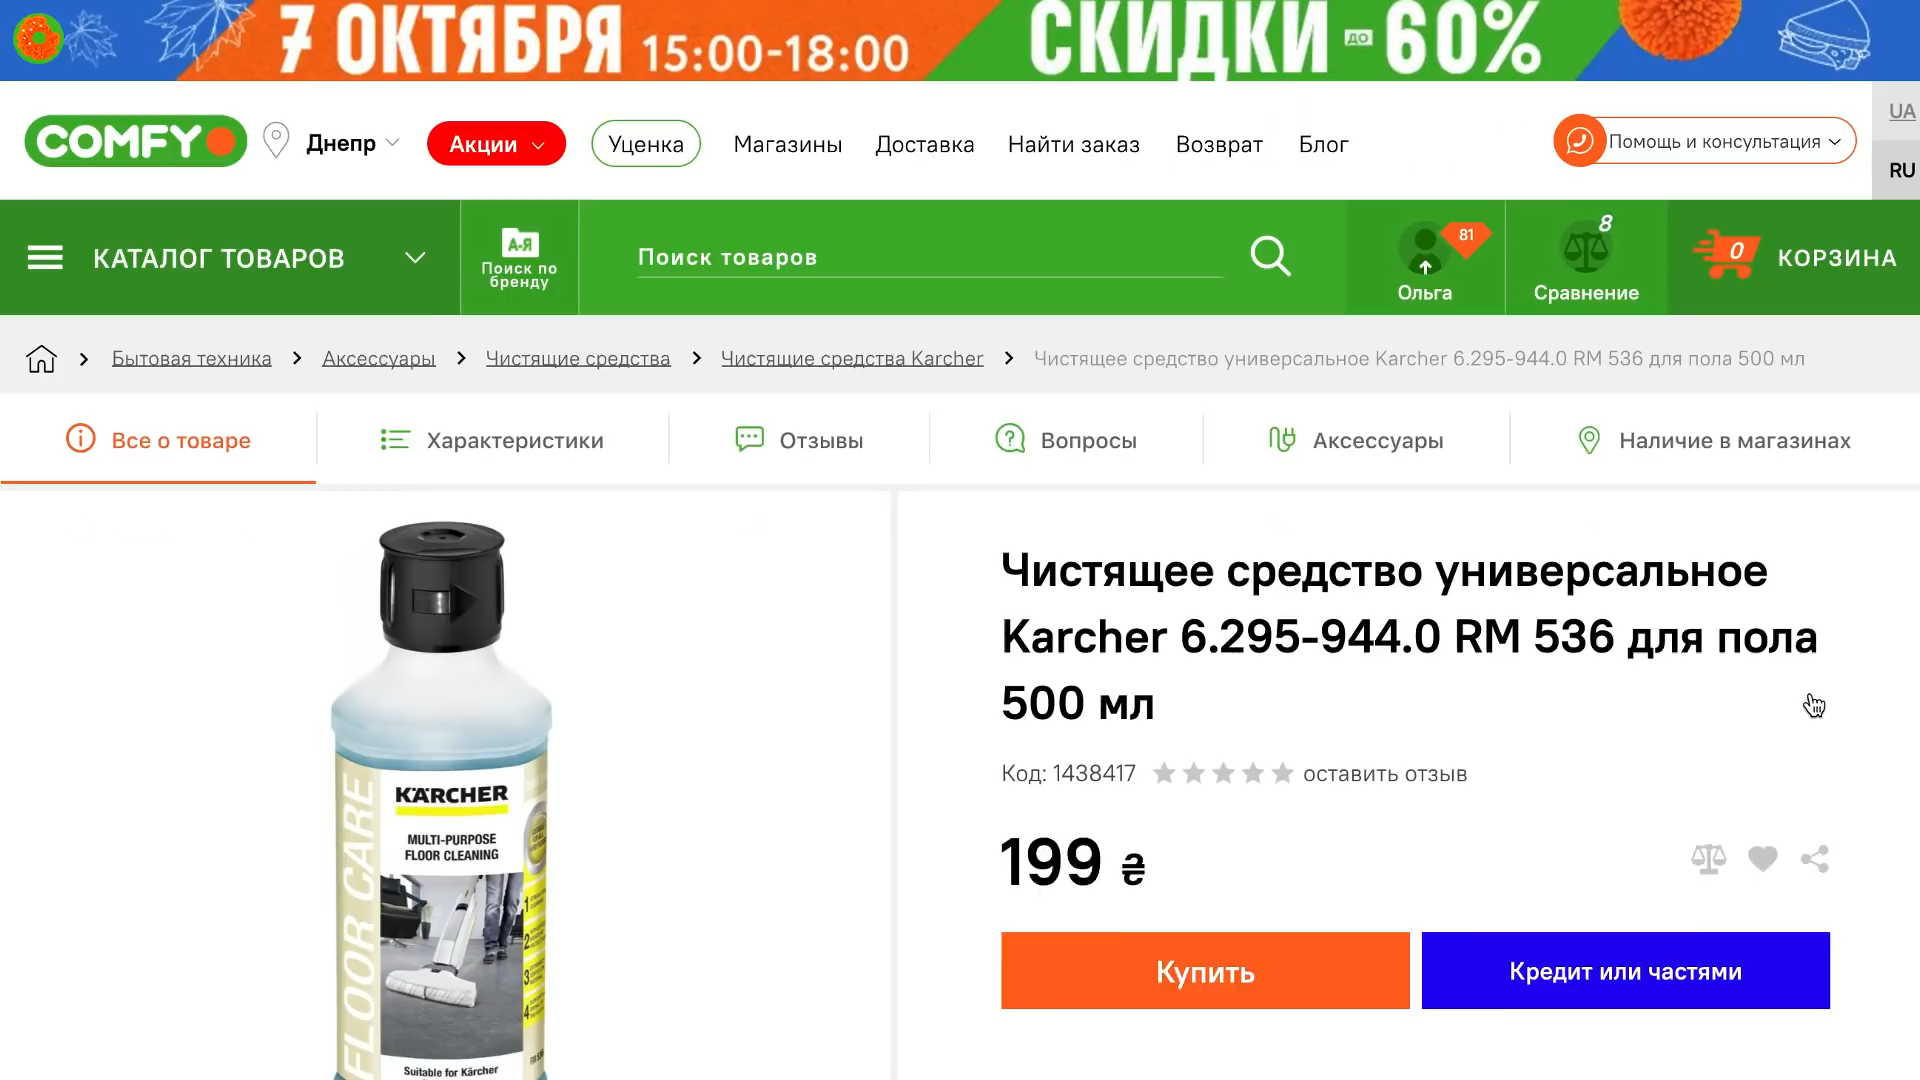 7 ОКТЯБРЯ 15:00-18:00 СКИДКИ ДО -60%
COMFY Днепр Акции Уценка Магазины Доставка Найти заказ Возврат Блог Помощь и консультация UA
RU
КАТАЛОГ ТОВАРОВ А-Я Поиск по бренду Поиск товаров 81 Ольга 8 Сравнение 0 КОРЗИНА
Бытовая техника Аксессуары Чистящие средства Чистящие средства Karcher Чистящее средство универсальное Karcher 6.295-944.0 RM 536 для пола 500 мл
Все о товаре Характеристики Отзывы Вопросы Аксессуары Наличие в магазинах
Чистящее средство универсальное
Karcher 6.295-944.0 RM 536 для пола
500 мл
Код: 1438417 оставить отзыв
199 ₴
Купить Кредит или частями
KÄRCHER
MULTI-PURPOSE
FLOOR CLEANING
FLOOR CARE
1
2
3
4
Suitable for Kärcher